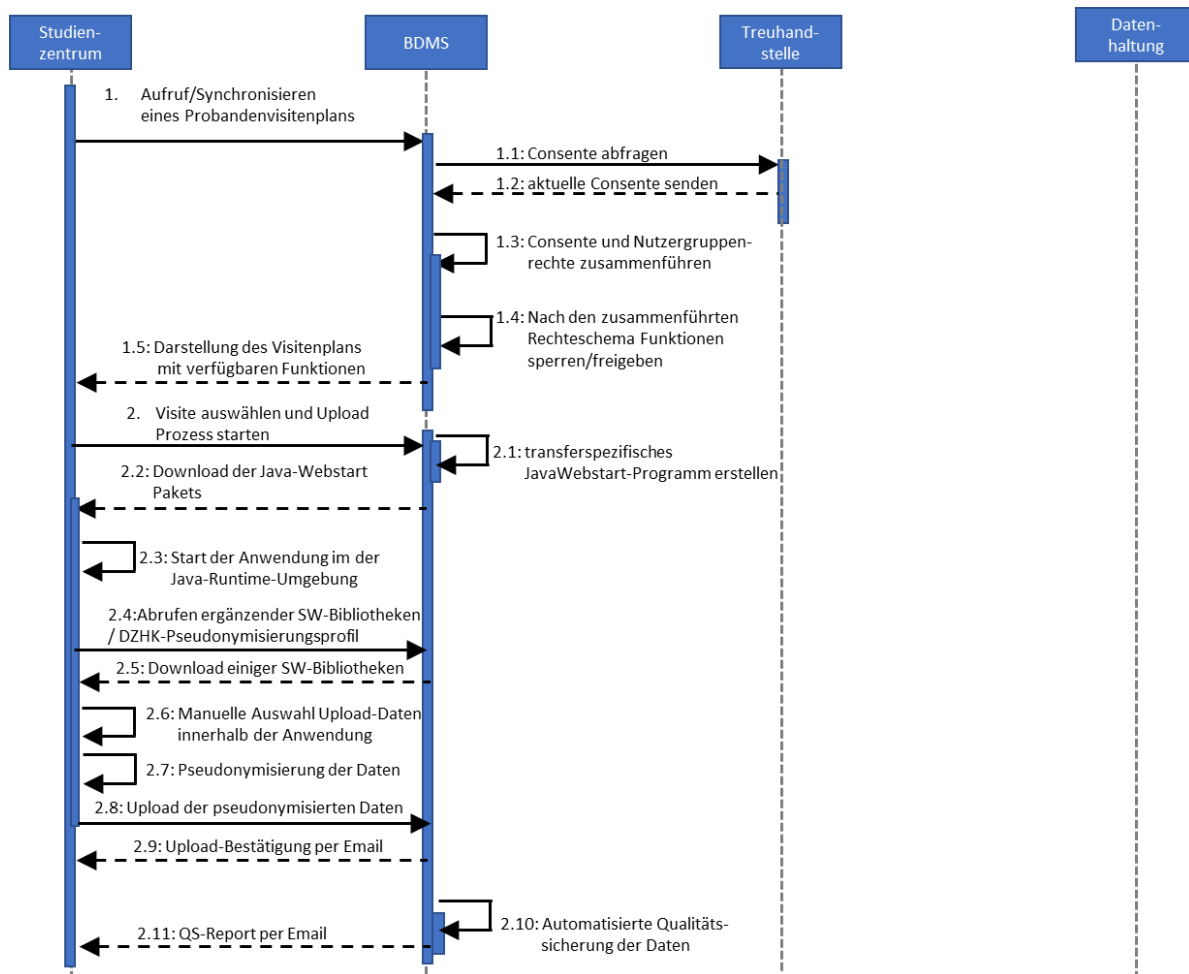 Studien-
zentrum
BDMS
Treuhand-
stelle
Daten-
haltung
1. Aufruf/Synchronisieren
eines Probandenvisitenplans
1.1: Consente abfragen
1.2: aktuelle Consente senden
1.3: Consente und Nutzergruppen-
rechte zusammenführen
1.4: Nach den zusammenführten
Rechteschema Funktionen
sperren/freigeben
1.5: Darstellung des Visitenplans
mit verfügbaren Funktionen
2. Visite auswählen und Upload
Prozess starten
2.1: transferspezifisches
JavaWebstart-Programm erstellen
2.2: Download der Java-Webstart
Pakets
2.3: Start der Anwendung im der
Java-Runtime-Umgebung
2.4:Abrufen ergänzender SW-Bibliotheken
/ DZHK-Pseudonymisierungsprofil
2.5: Download einiger SW-Bibliotheken
2.6: Manuelle Auswahl Upload-Daten
innerhalb der Anwendung
2.7: Pseudonymisierung der Daten
2.8: Upload der pseudonymisierten Daten
2.9: Upload-Bestätigung per Email
2.10: Automatisierte Qualitäts-
sicherung der Daten
2.11: QS-Report per Email